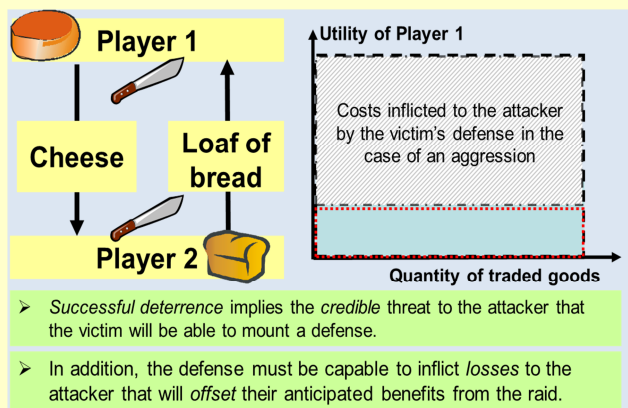 Player 1
Cheese
Loaf of
bread
Player 2
Utility of Player 1
Costs inflicted to the attacker
by the victim's defense in the
case of an aggression
Quantity of traded goods
➢ Successful deterrence implies the credible threat to the attacker that
the victim will be able to mount a defense.
➢ In addition, the defense must be capable to inflict losses to the
attacker that will offset their anticipated benefits from the raid.